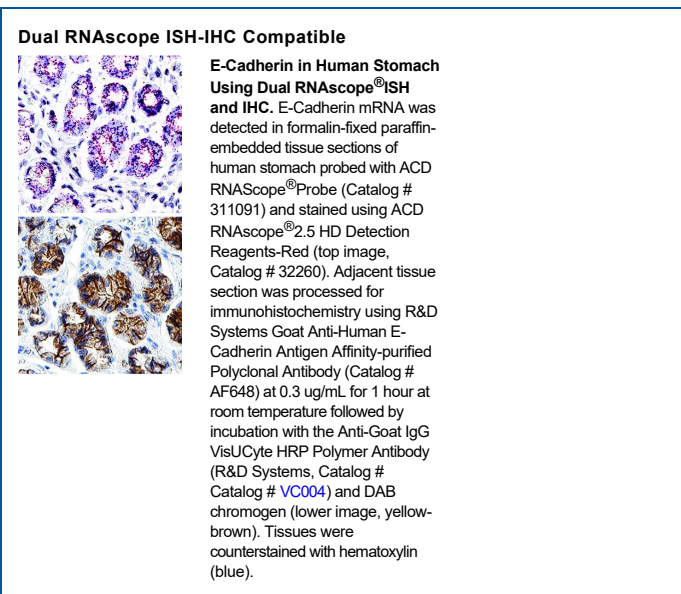 Dual RNAscope ISH-IHC Compatible
E-Cadherin in Human Stomach
Using Dual RNAscope®ISH
and IHC. E-Cadherin mRNA was
detected in formalin-fixed paraffin-
embedded tissue sections of
human stomach probed with ACD
RNAScope®Probe (Catalog #
311091) and stained using ACD
RNAscope®2.5 HD Detection
Reagents-Red (top image,
Catalog # 32260). Adjacent tissue
section was processed for
immunohistochemistry using R&D
Systems Goat Anti-Human E-
Cadherin Antigen Affinity-purified
Polyclonal Antibody (Catalog #
AF648) at 0.3 ug/mL for 1 hour at
room temperature followed by
incubation with the Anti-Goat IgG
VisUCyte HRP Polymer Antibody
(R&D Systems, Catalog #
Catalog # VC004) and DAB
chromogen (lower image, yellow-
brown). Tissues were
counterstained with hematoxylin
(blue).